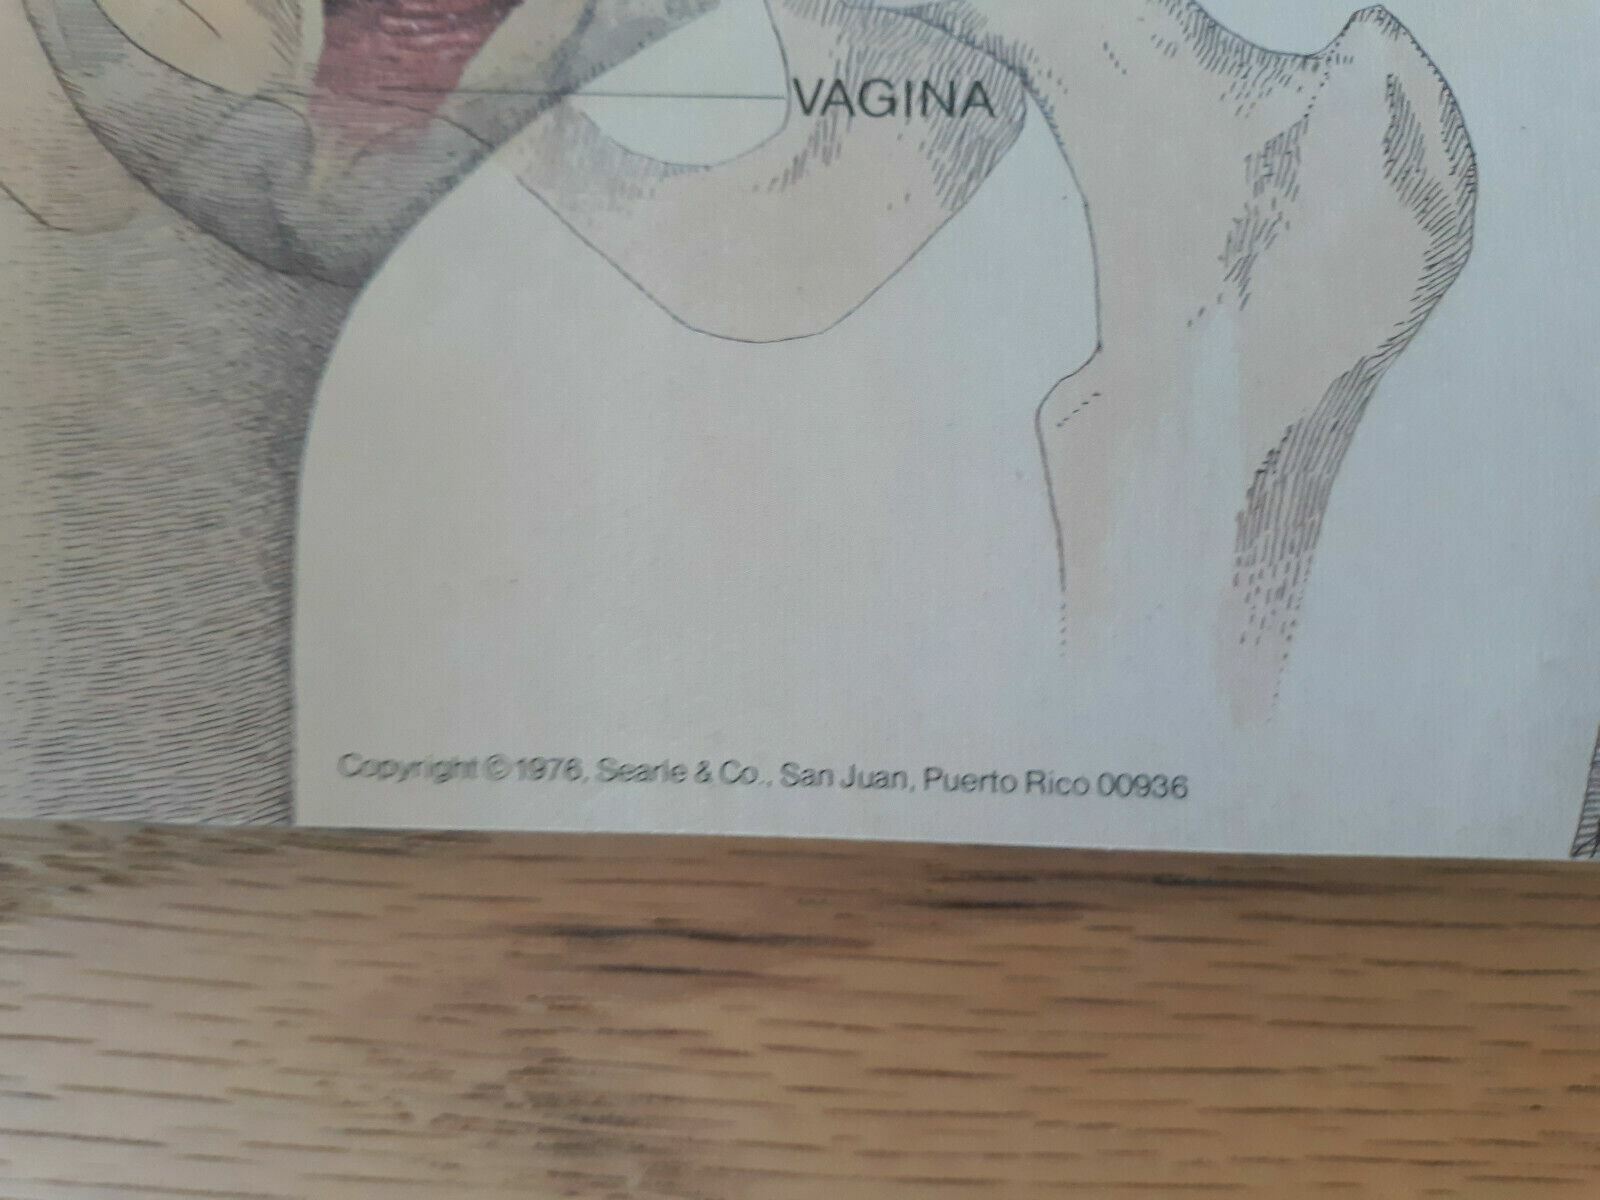 VAGINA
Copyright © 1976, Searle & Co., San Juan, Puerto Rico 00936